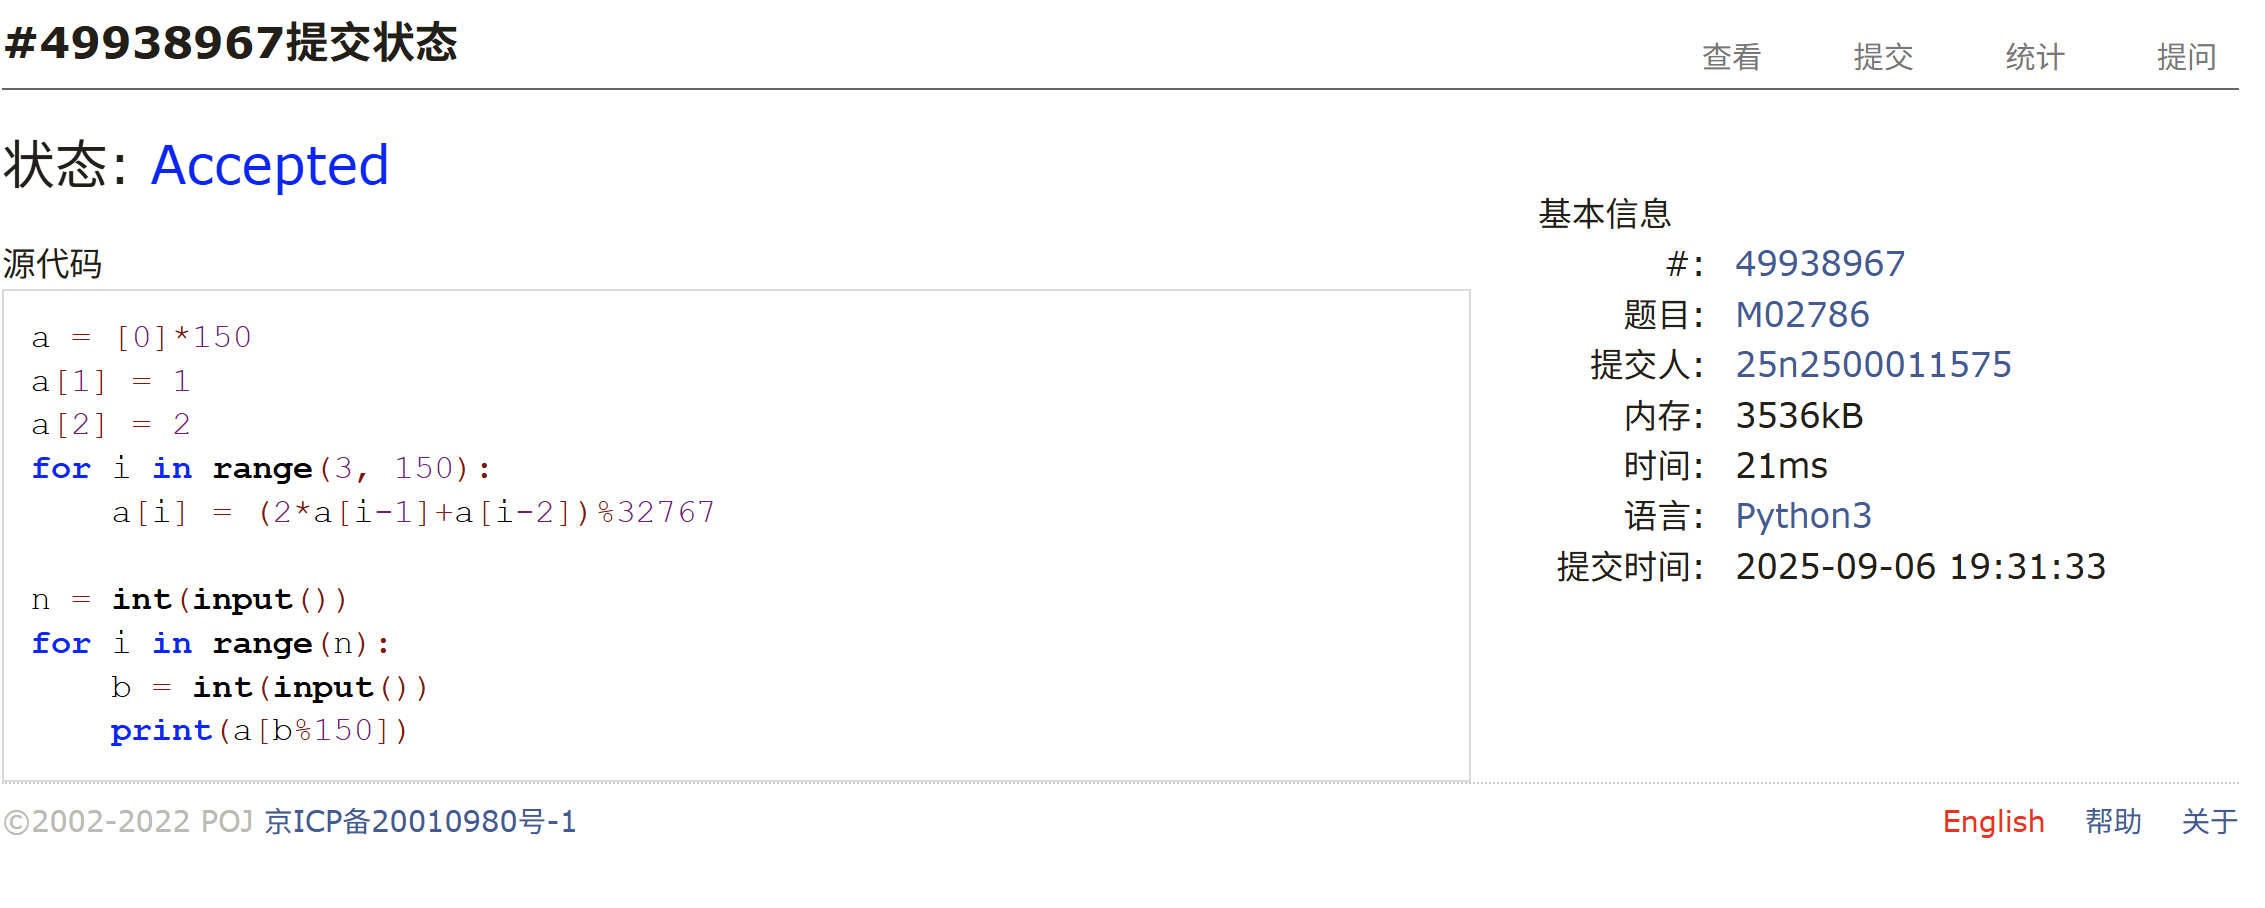 #49938967提交状态
查看 提交 统计 提问
状态: Accepted
源代码
a = [0]*150
a[1] = 1
a[2] = 2
for i in range(3, 150):
    a[i] = (2*a[i-1]+a[i-2])%32767

n = int(input())
for i in range(n):
    b = int(input())
    print(a[b%150])
基本信息
#: 49938967
题目: M02786
提交人: 25n2500011575
内存: 3536kB
时间: 21ms
语言: Python3
提交时间: 2025-09-06 19:31:33
©2002-2022 POJ 京ICP备20010980号-1
English 帮助 关于